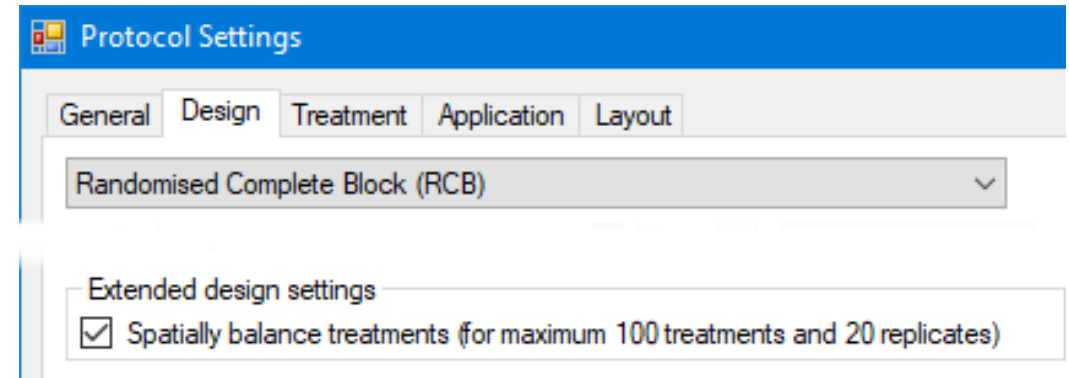 Protocol Settings
General Design Treatment Application Layout
Randomised Complete Block (RCB)
Extended design settings
Spatially balance treatments (for maximum 100 treatments and 20 replicates)